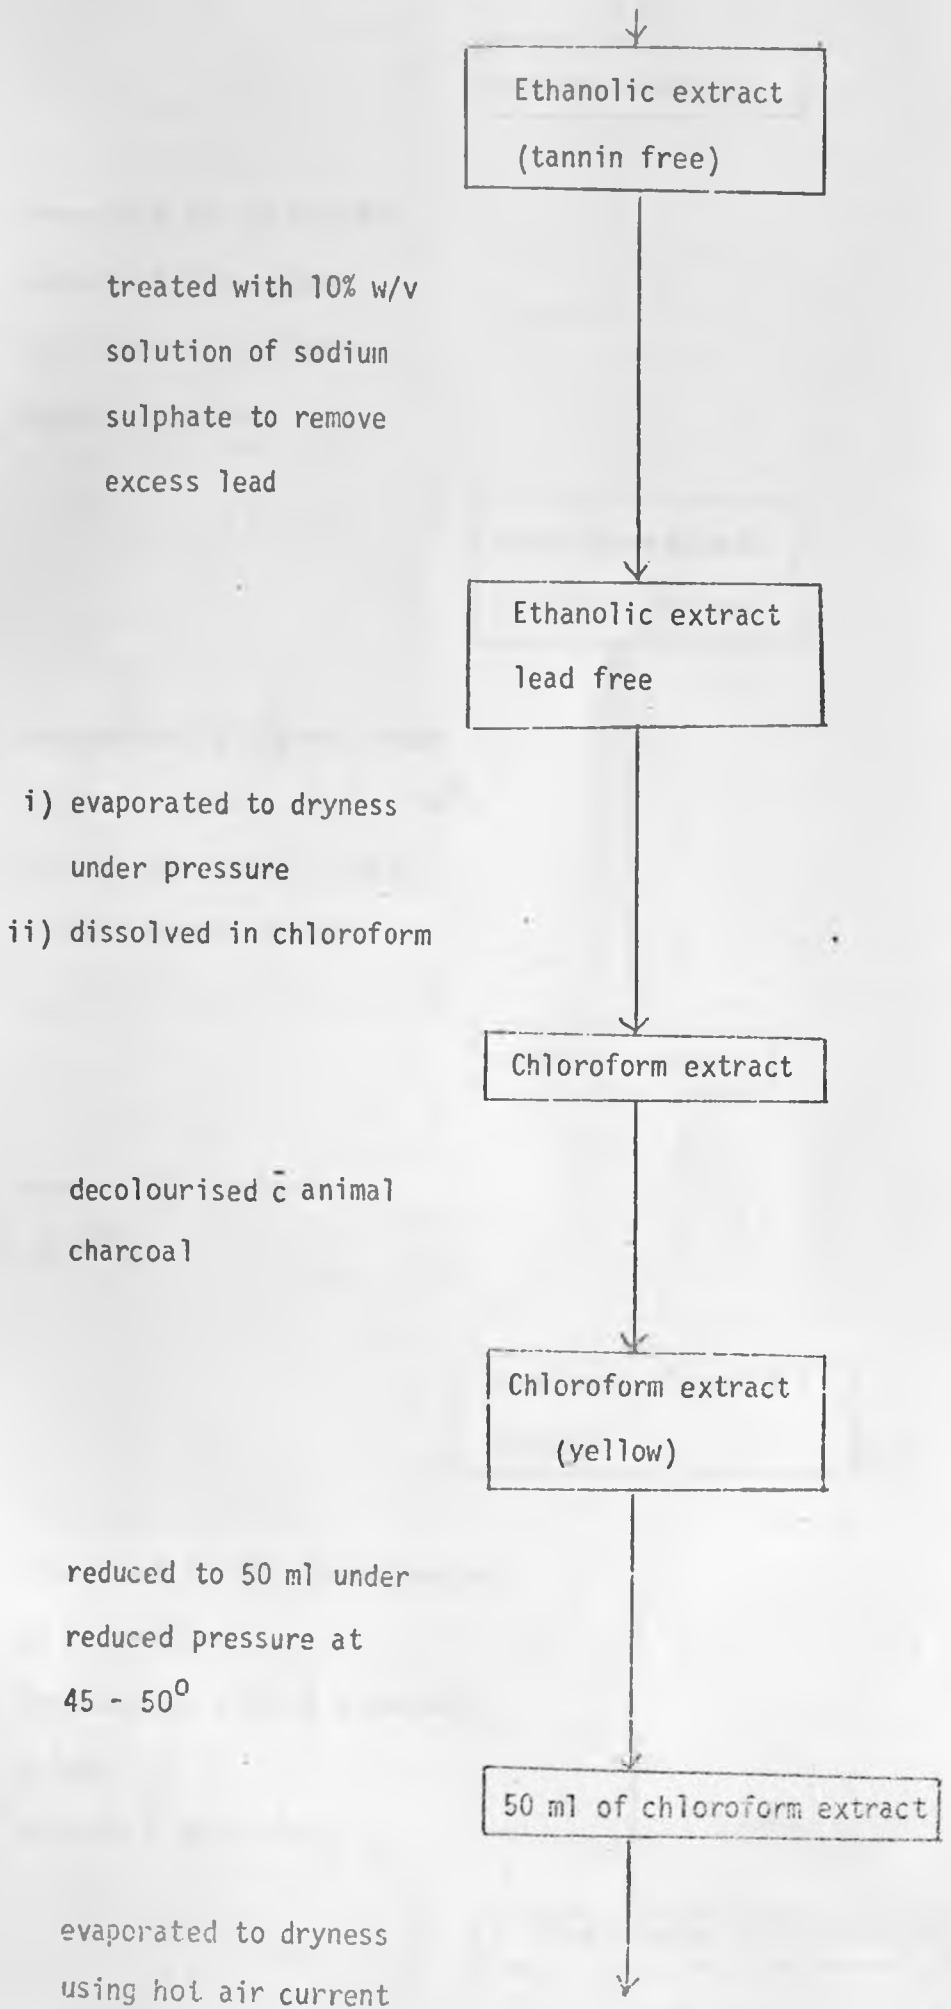 Ethanolic extract
(tannin free)
treated with 10% w/v
solution of sodium
sulphate to remove
excess lead
Ethanolic extract
lead free
i) evaporated to dryness
under pressure
ii) dissolved in chloroform
Chloroform extract
decolourised c̄ animal
charcoal
Chloroform extract
(yellow)
reduced to 50 ml under
reduced pressure at
45 - 50⁰
50 ml of chloroform extract
evaporated to dryness
using hot air current